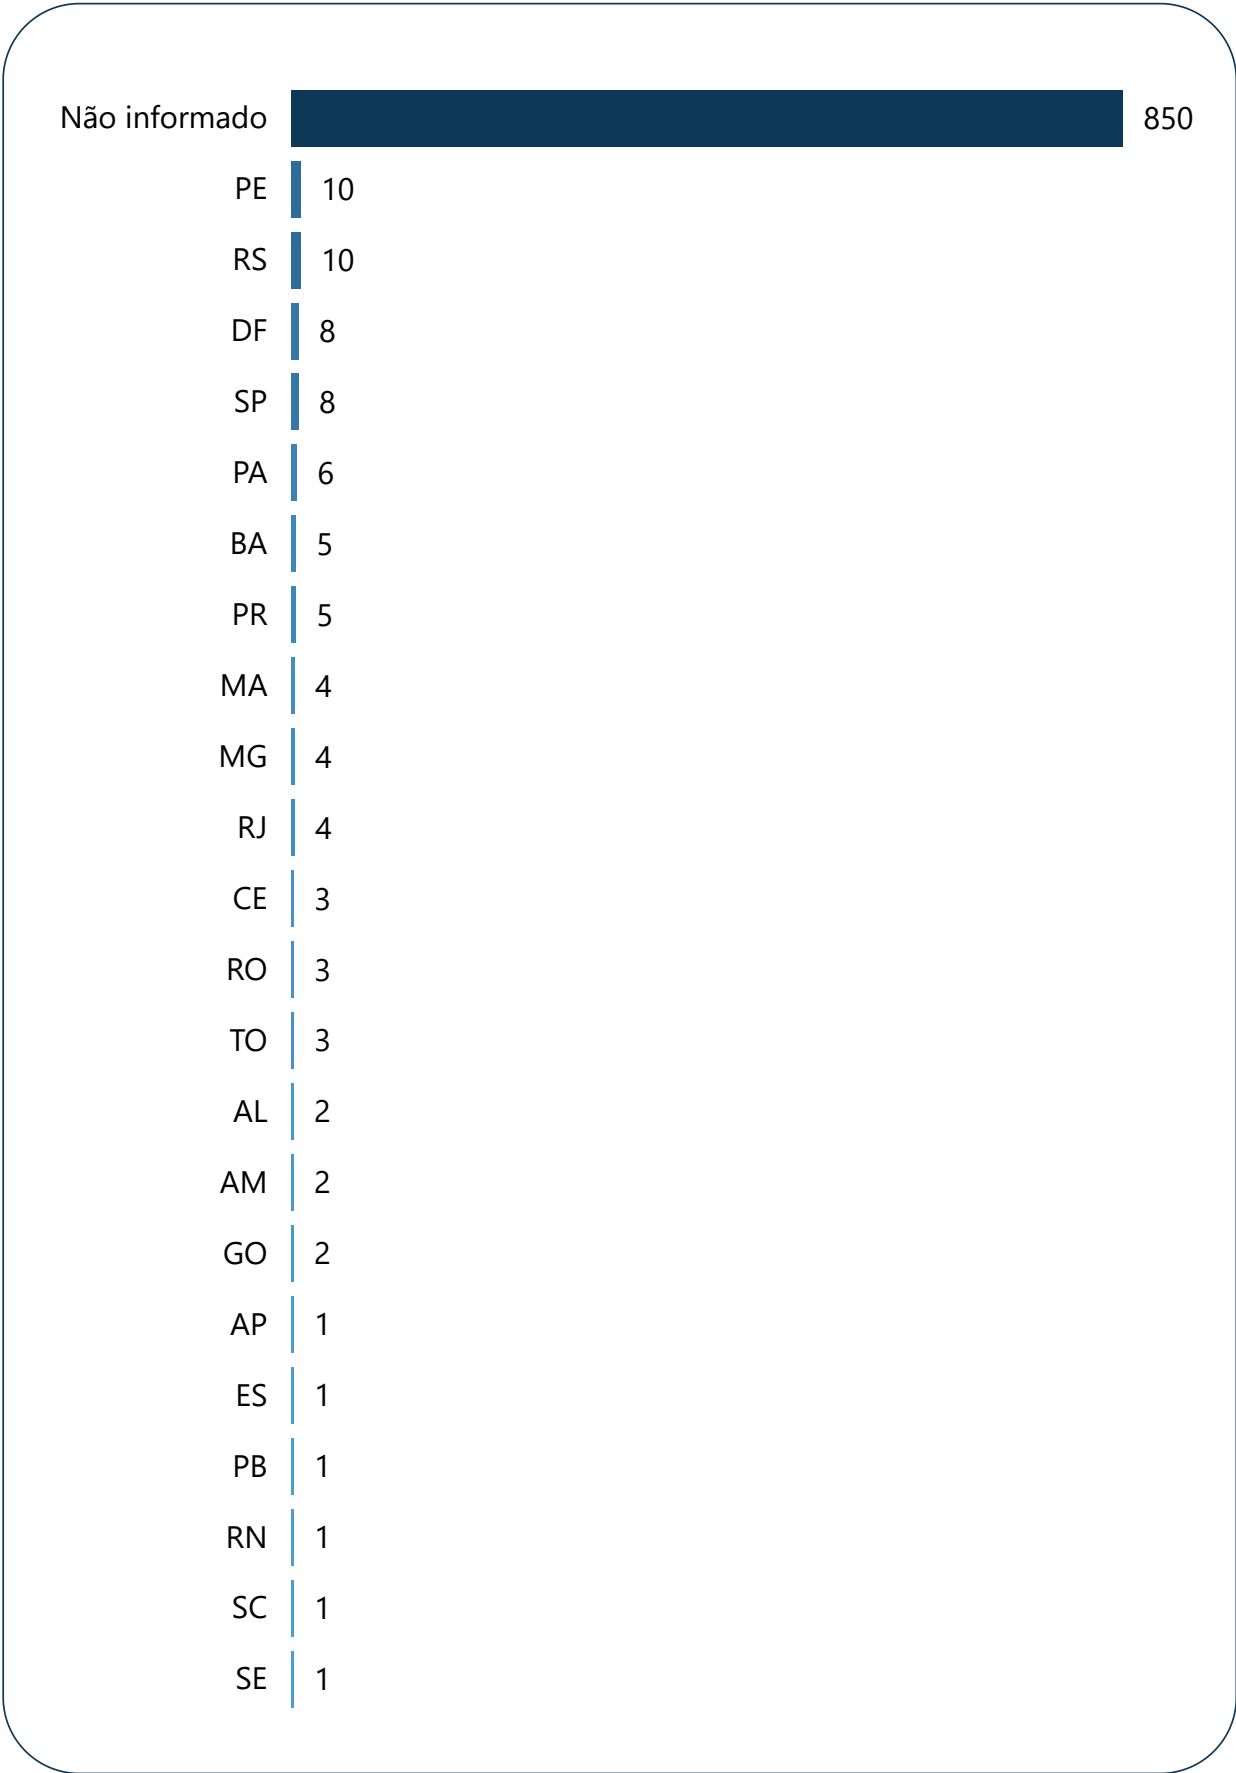 Não informado 850
PE 10
RS 10
DF 8
SP 8
PA 6
BA 5
PR 5
MA 4
MG 4
RJ 4
CE 3
RO 3
TO 3
AL 2
AM 2
GO 2
AP 1
ES 1
PB 1
RN 1
SC 1
SE 1